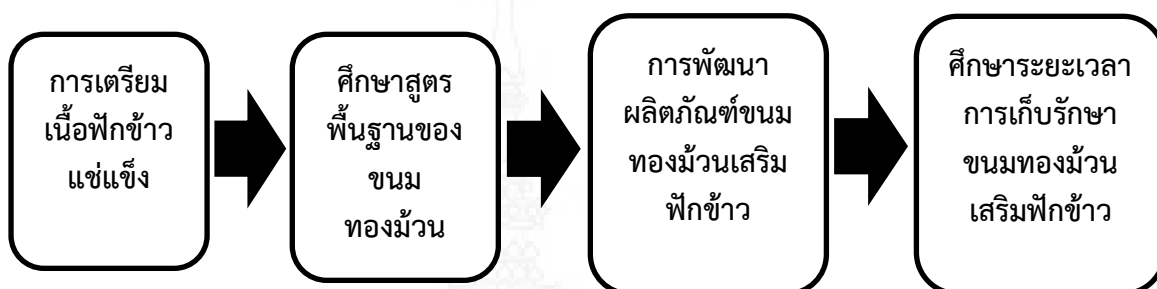 การเตรียม
เนื้อฟักข้าว
แช่แข็ง
ศึกษาสูตร
พื้นฐานของ
ขนม
ทองม้วน
การพัฒนา
ผลิตภัณฑ์ขนม
ทองม้วนเสริม
ฟักข้าว
ศึกษาระยะเวลา
การเก็บรักษา
ขนมทองม้วน
เสริมฟักข้าว